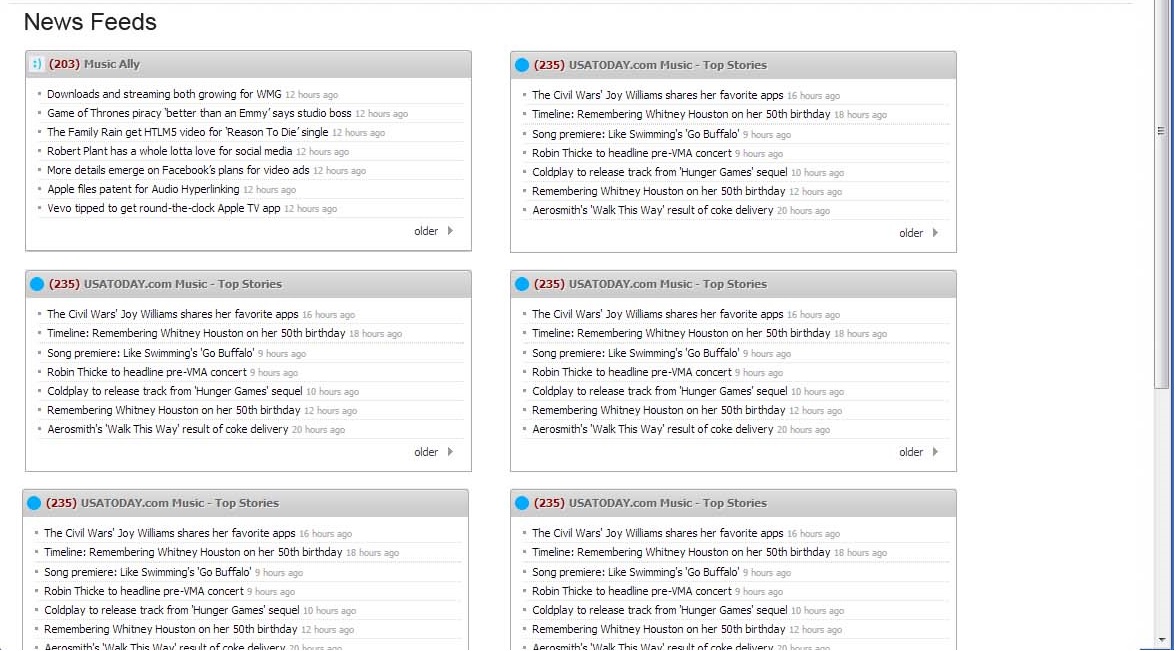 News Feeds
:) (203) Music Ally
Downloads and streaming both growing for WMG 12 hours ago
Game of Thrones piracy 'better than an Emmy' says studio boss 12 hours ago
The Family Rain get HTLM5 video for 'Reason To Die' single 12 hours ago
Robert Plant has a whole lotta love for social media 12 hours ago
More details emerge on Facebook's plans for video ads 12 hours ago
Apple files patent for Audio Hyperlinking 12 hours ago
Vevo tipped to get round-the-clock Apple TV app 12 hours ago
older
(235) USATODAY.com Music - Top Stories
The Civil Wars' Joy Williams shares her favorite apps 16 hours ago
Timeline: Remembering Whitney Houston on her 50th birthday 18 hours ago
Song premiere: Like Swimming's 'Go Buffalo' 9 hours ago
Robin Thicke to headline pre-VMA concert 9 hours ago
Coldplay to release track from 'Hunger Games' sequel 10 hours ago
Remembering Whitney Houston on her 50th birthday 12 hours ago
Aerosmith's 'Walk This Way' result of coke delivery 20 hours ago
older
(235) USATODAY.com Music - Top Stories
The Civil Wars' Joy Williams shares her favorite apps 16 hours ago
Timeline: Remembering Whitney Houston on her 50th birthday 18 hours ago
Song premiere: Like Swimming's 'Go Buffalo' 9 hours ago
Robin Thicke to headline pre-VMA concert 9 hours ago
Coldplay to release track from 'Hunger Games' sequel 10 hours ago
Remembering Whitney Houston on her 50th birthday 12 hours ago
Aerosmith's 'Walk This Way' result of coke delivery 20 hours ago
older
(235) USATODAY.com Music - Top Stories
The Civil Wars' Joy Williams shares her favorite apps 16 hours ago
Timeline: Remembering Whitney Houston on her 50th birthday 18 hours ago
Song premiere: Like Swimming's 'Go Buffalo' 9 hours ago
Robin Thicke to headline pre-VMA concert 9 hours ago
Coldplay to release track from 'Hunger Games' sequel 10 hours ago
Remembering Whitney Houston on her 50th birthday 12 hours ago
Aerosmith's 'Walk This Way' result of coke delivery 20 hours ago
older
(235) USATODAY.com Music - Top Stories
The Civil Wars' Joy Williams shares her favorite apps 16 hours ago
Timeline: Remembering Whitney Houston on her 50th birthday 18 hours ago
Song premiere: Like Swimming's 'Go Buffalo' 9 hours ago
Robin Thicke to headline pre-VMA concert 9 hours ago
Coldplay to release track from 'Hunger Games' sequel 10 hours ago
Remembering Whitney Houston on her 50th birthday 12 hours ago
Aerosmith's 'Walk This Way' result of coke delivery 20 hours ago
(235) USATODAY.com Music - Top Stories
The Civil Wars' Joy Williams shares her favorite apps 16 hours ago
Timeline: Remembering Whitney Houston on her 50th birthday 18 hours ago
Song premiere: Like Swimming's 'Go Buffalo' 9 hours ago
Robin Thicke to headline pre-VMA concert 9 hours ago
Coldplay to release track from 'Hunger Games' sequel 10 hours ago
Remembering Whitney Houston on her 50th birthday 12 hours ago
Aerosmith's 'Walk This Way' result of coke delivery 20 hours ago